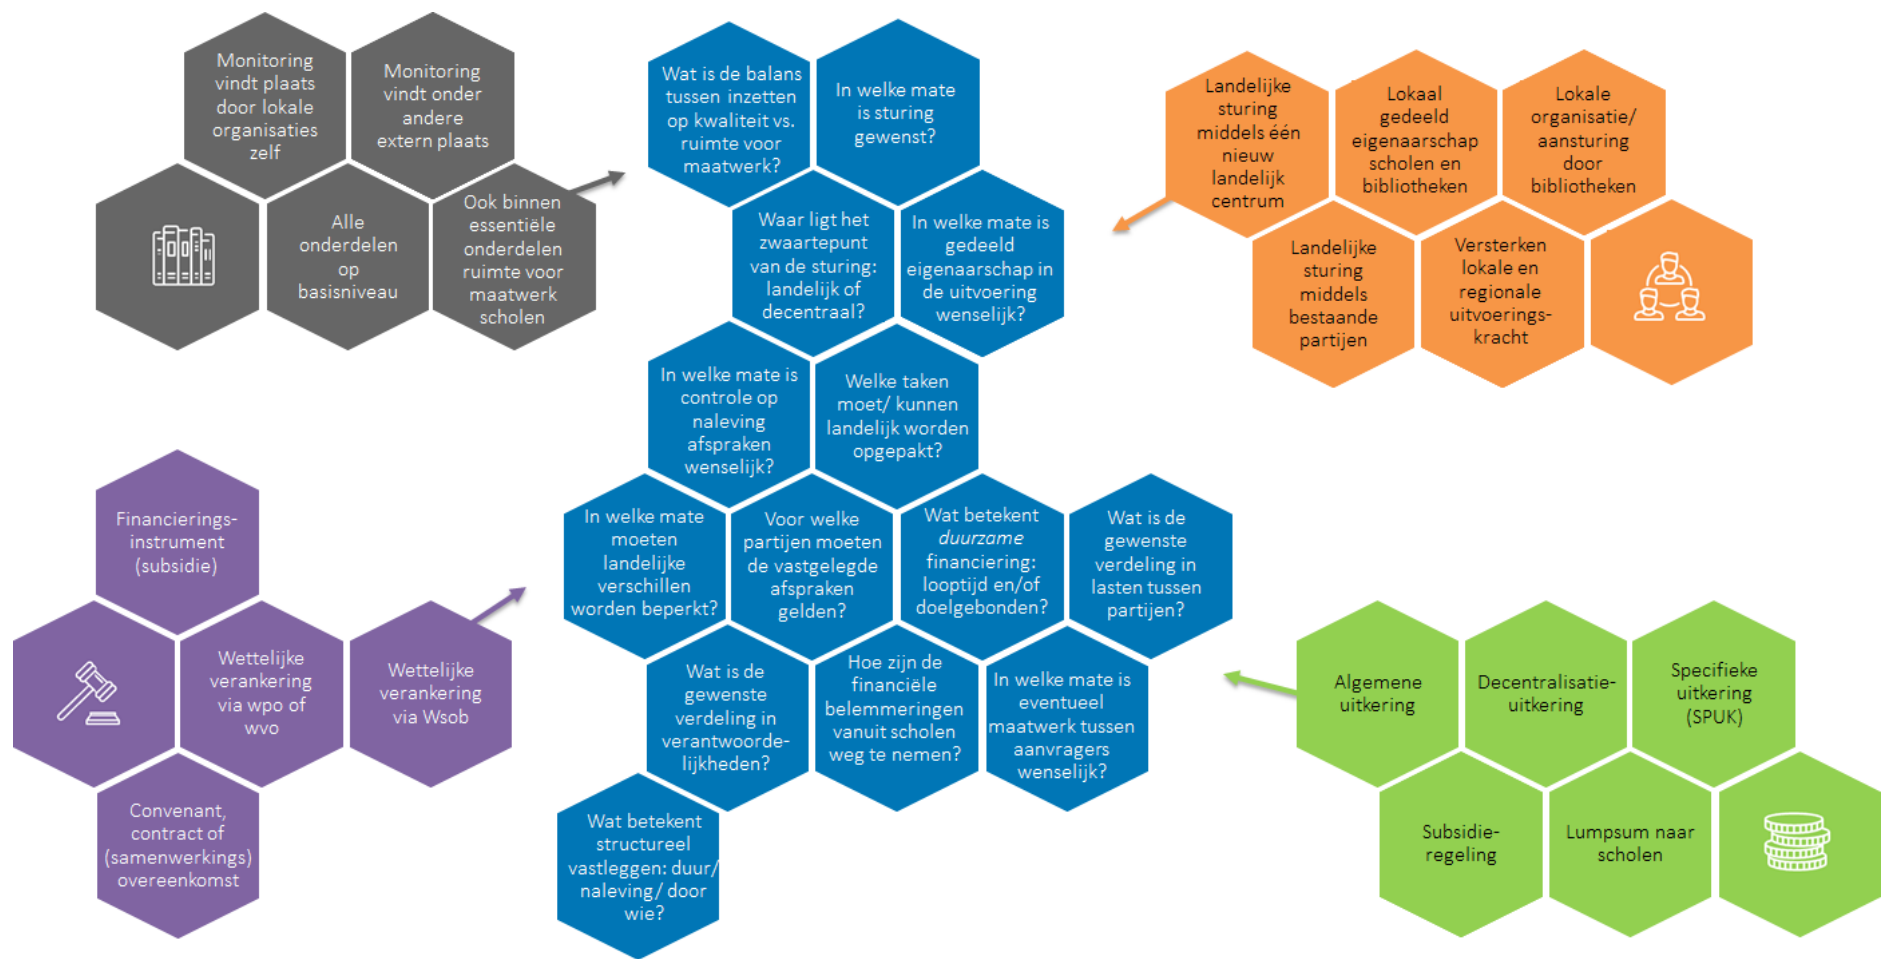 Monitoring
vindt plaats
door lokale
organisaties
zelf
Monitoring
vindt onder
andere
extern plaats
Alle
onderdelen
op
basisniveau
Ook binnen
essentiële
onderdelen
ruimte voor
maatwerk
scholen
Wat is de balans
tussen inzetten
op kwaliteit vs.
ruimte voor
maatwerk?
In welke mate
is sturing
gewenst?
Waar ligt het
zwaartepunt
van de sturing:
landelijk of
decentraal?
In welke mate is
gedeeld
eigenaarschap in
de uitvoering
wenselijk?
In welke mate is
controle op
naleving
afspraken
wenselijk?
Welke taken
moet/ kunnen
landelijk worden
opgepakt?
In welke mate
moeten
landelijke
verschillen
worden beperkt?
Voor welke
partijen moeten
de vastgelegde
afspraken
gelden?
Wat betekent
duurzame
financiering:
looptijd en/of
doelgebonden?
Wat is de
gewenste
verdeling in
lasten tussen
partijen?
Wat is de
gewenste
verdeling in
verantwoorde-
lijkheden?
Hoe zijn de
financiële
belemmeringen
vanuit scholen
weg te nemen?
In welke mate is
eventueel
maatwerk tussen
aanvragers
wenselijk?
Wat betekent
structureel
vastleggen: duur/
naleving/ door
wie?
Landelijke
sturing
middels één
nieuw
landelijk
centrum
Lokaal
gedeeld
eigenaarschap
scholen en
bibliotheken
Lokale
organisatie/
aansturing
door
bibliotheken
Landelijke
sturing
middels
bestaande
partijen
Versterken
lokale en
regionale
uitvoerings-
kracht
Financierings-
instrument
(subsidie)
Wettelijke
verankering
via wpo of
wvo
Wettelijke
verankering
via Wsob
Convenant,
contract of
(samenwerkings)
overeenkomst
Algemene
uitkering
Decentralisatie-
uitkering
Specifieke
uitkering
(SPUK)
Subsidie-
regeling
Lumpsum naar
scholen